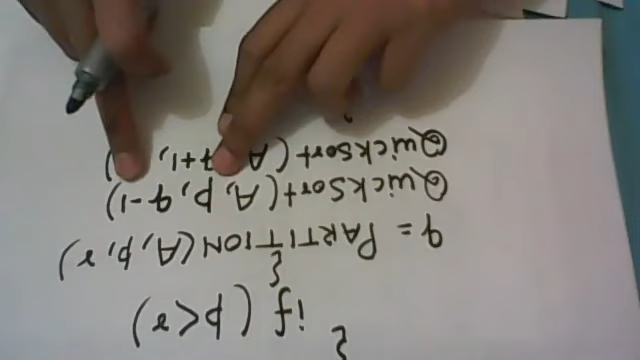 {
if (p<r)
{
q = PARTITION(A, p, r)
QuickSort(A, p, q-1)
QuickSort(A, q+1, )